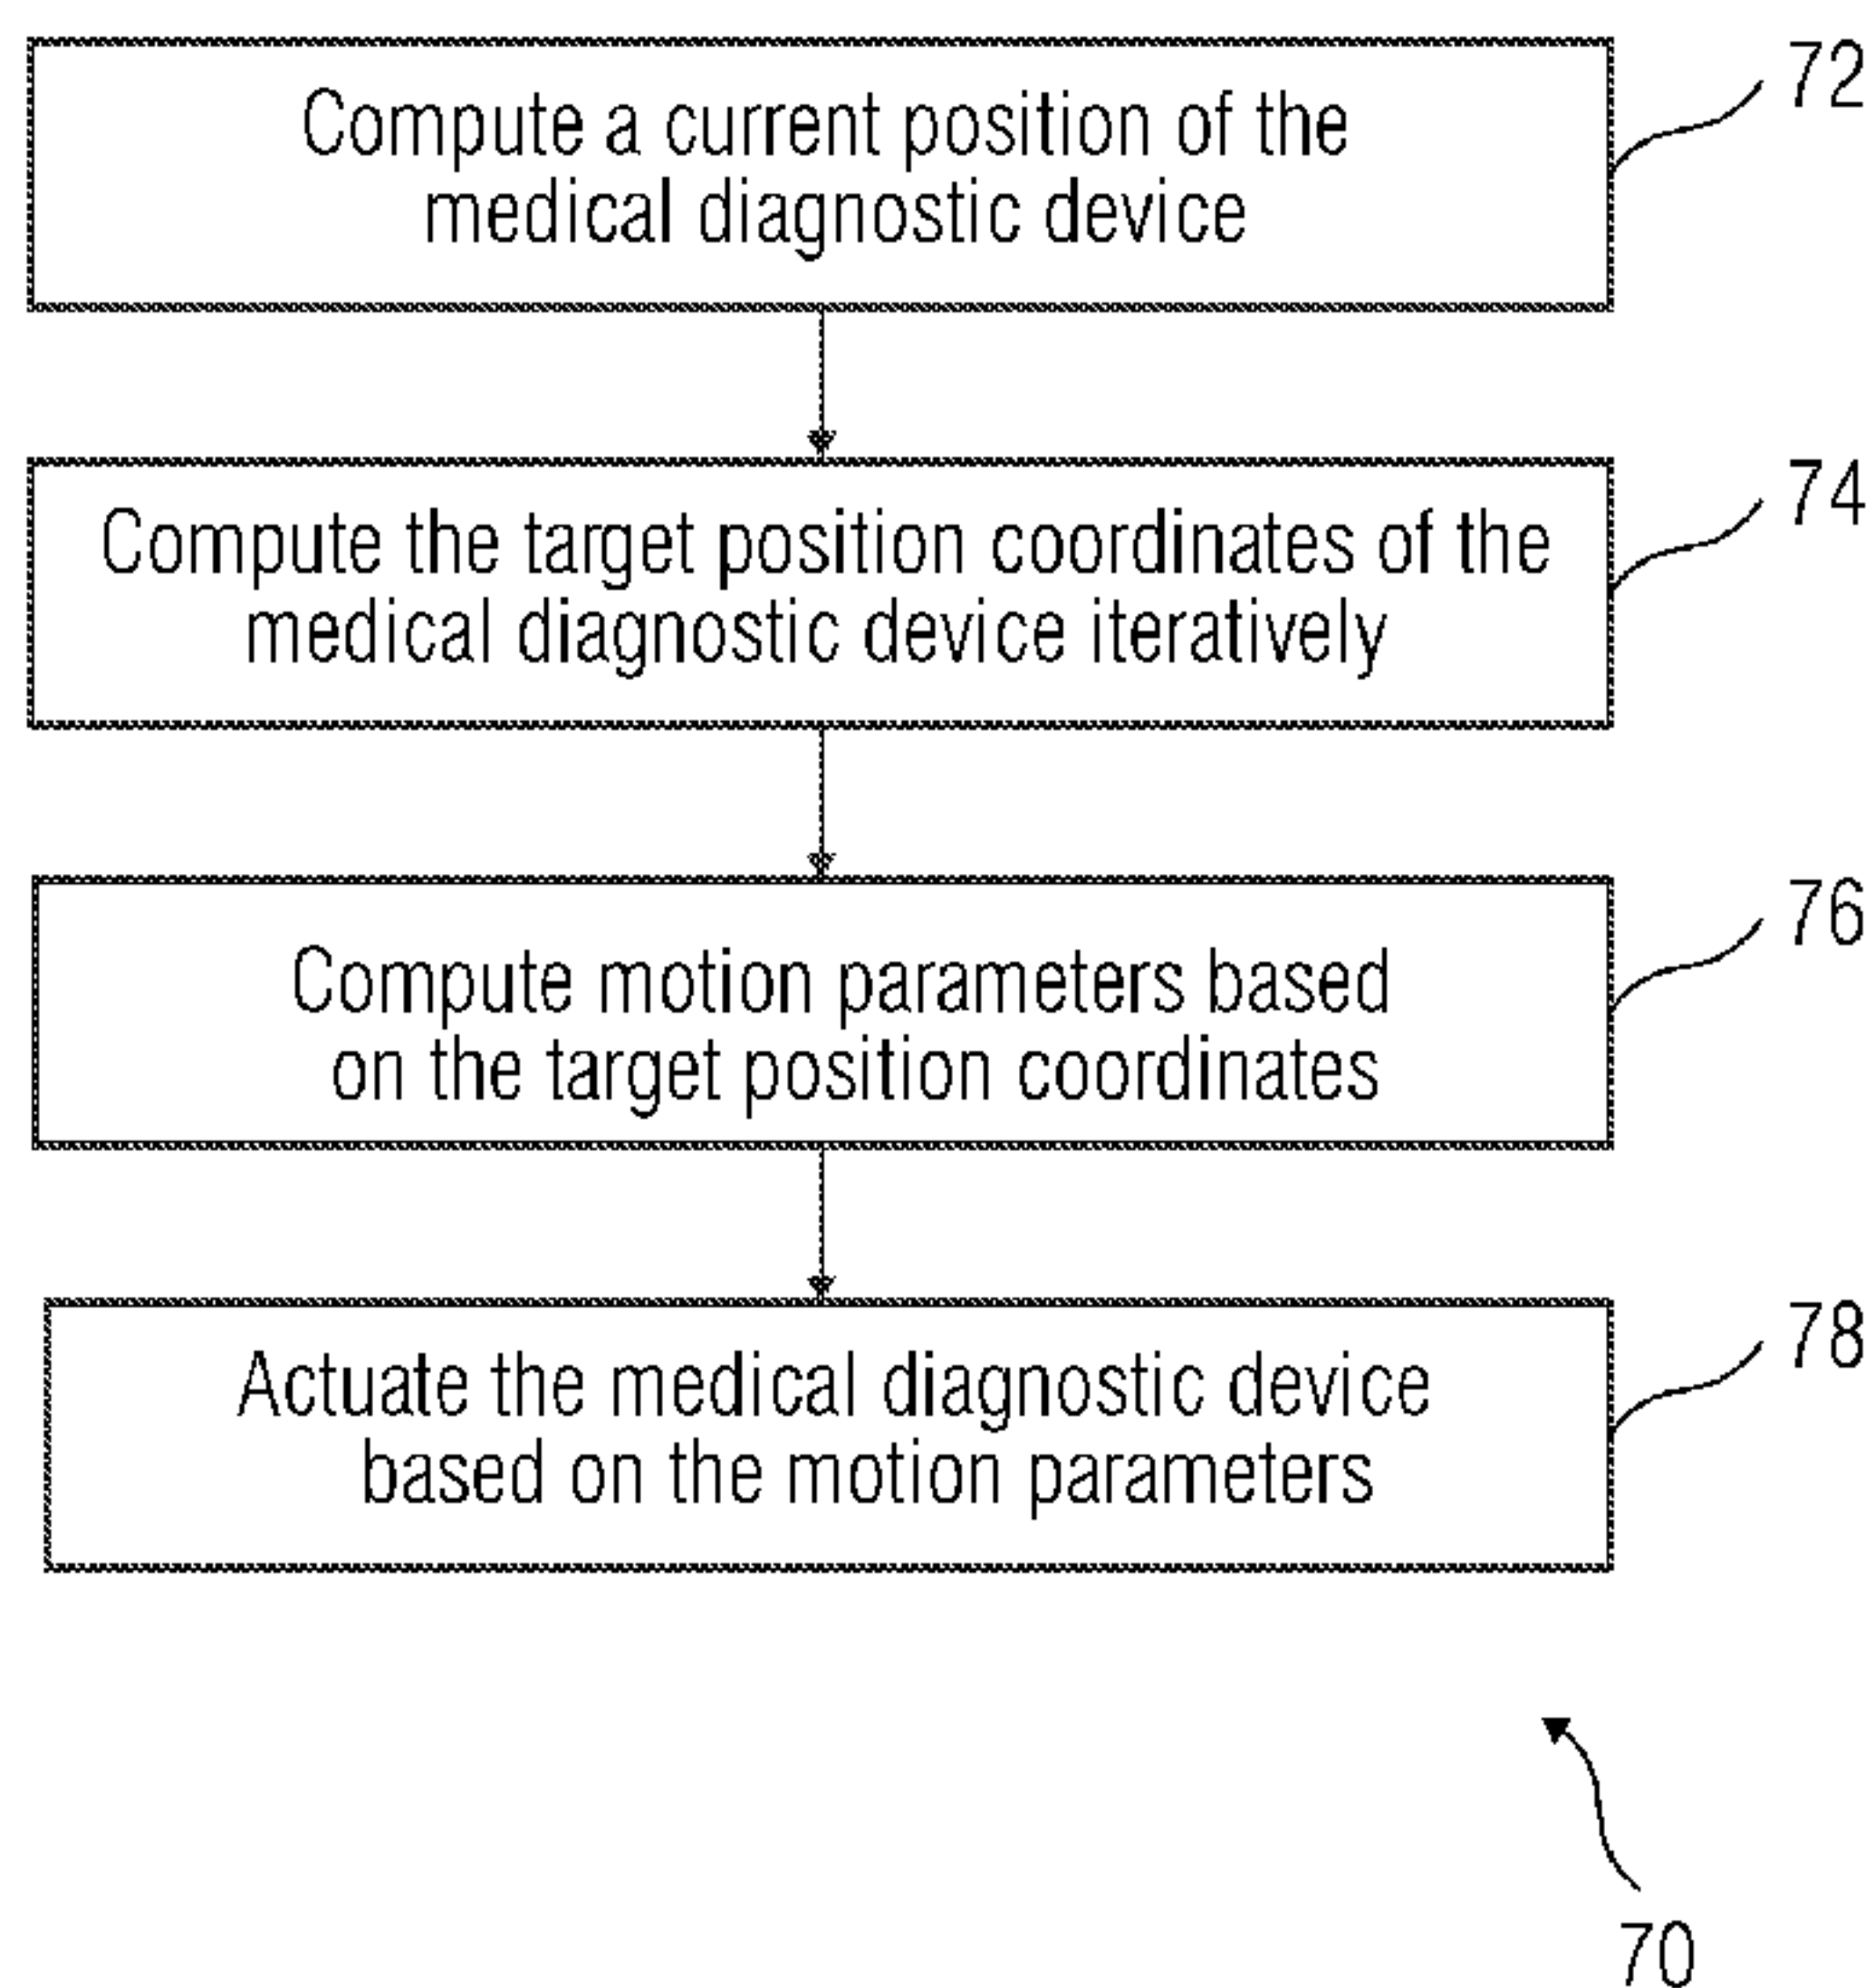 Compute a current position of the
medical diagnostic device
72
Compute the target position coordinates of the
medical diagnostic device iteratively
74
Compute motion parameters based
on the target position coordinates
76
Actuate the medical diagnostic device
based on the motion parameters
78
70